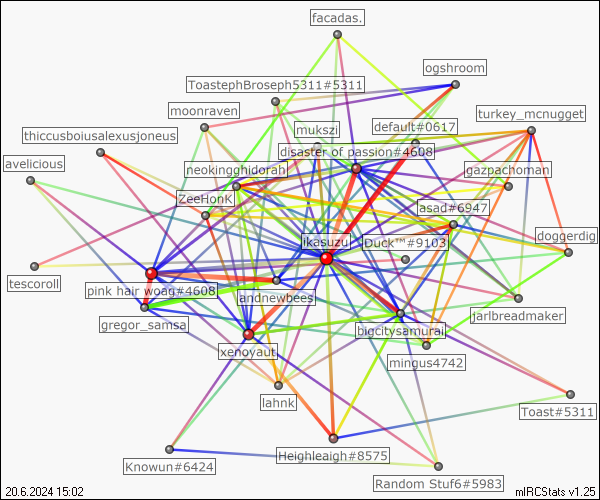 facadas.
ogshroom
ToastephBroseph5311#5311
moonraven
turkey_mcnugget
mukszi
default#0617
thiccusboiusalexusjoneus
disaster of passion#4608
avelicious
neokingghidorah
gazpachoman
ZeeHonK
asad#6947
ikasuzu
Duck™#9103
doggerdig
tescoroll
pink hair woag#4608
andnewbees
jarlbreadmaker
gregor_samsa
bigcitysamurai
xenoyaut
mingus4742
lahnk
Toast#5311
Heighleaigh#8575
Knowun#6424
Random Stuf6#5983
20.6.2024 15:02
mIRCStats v1.25